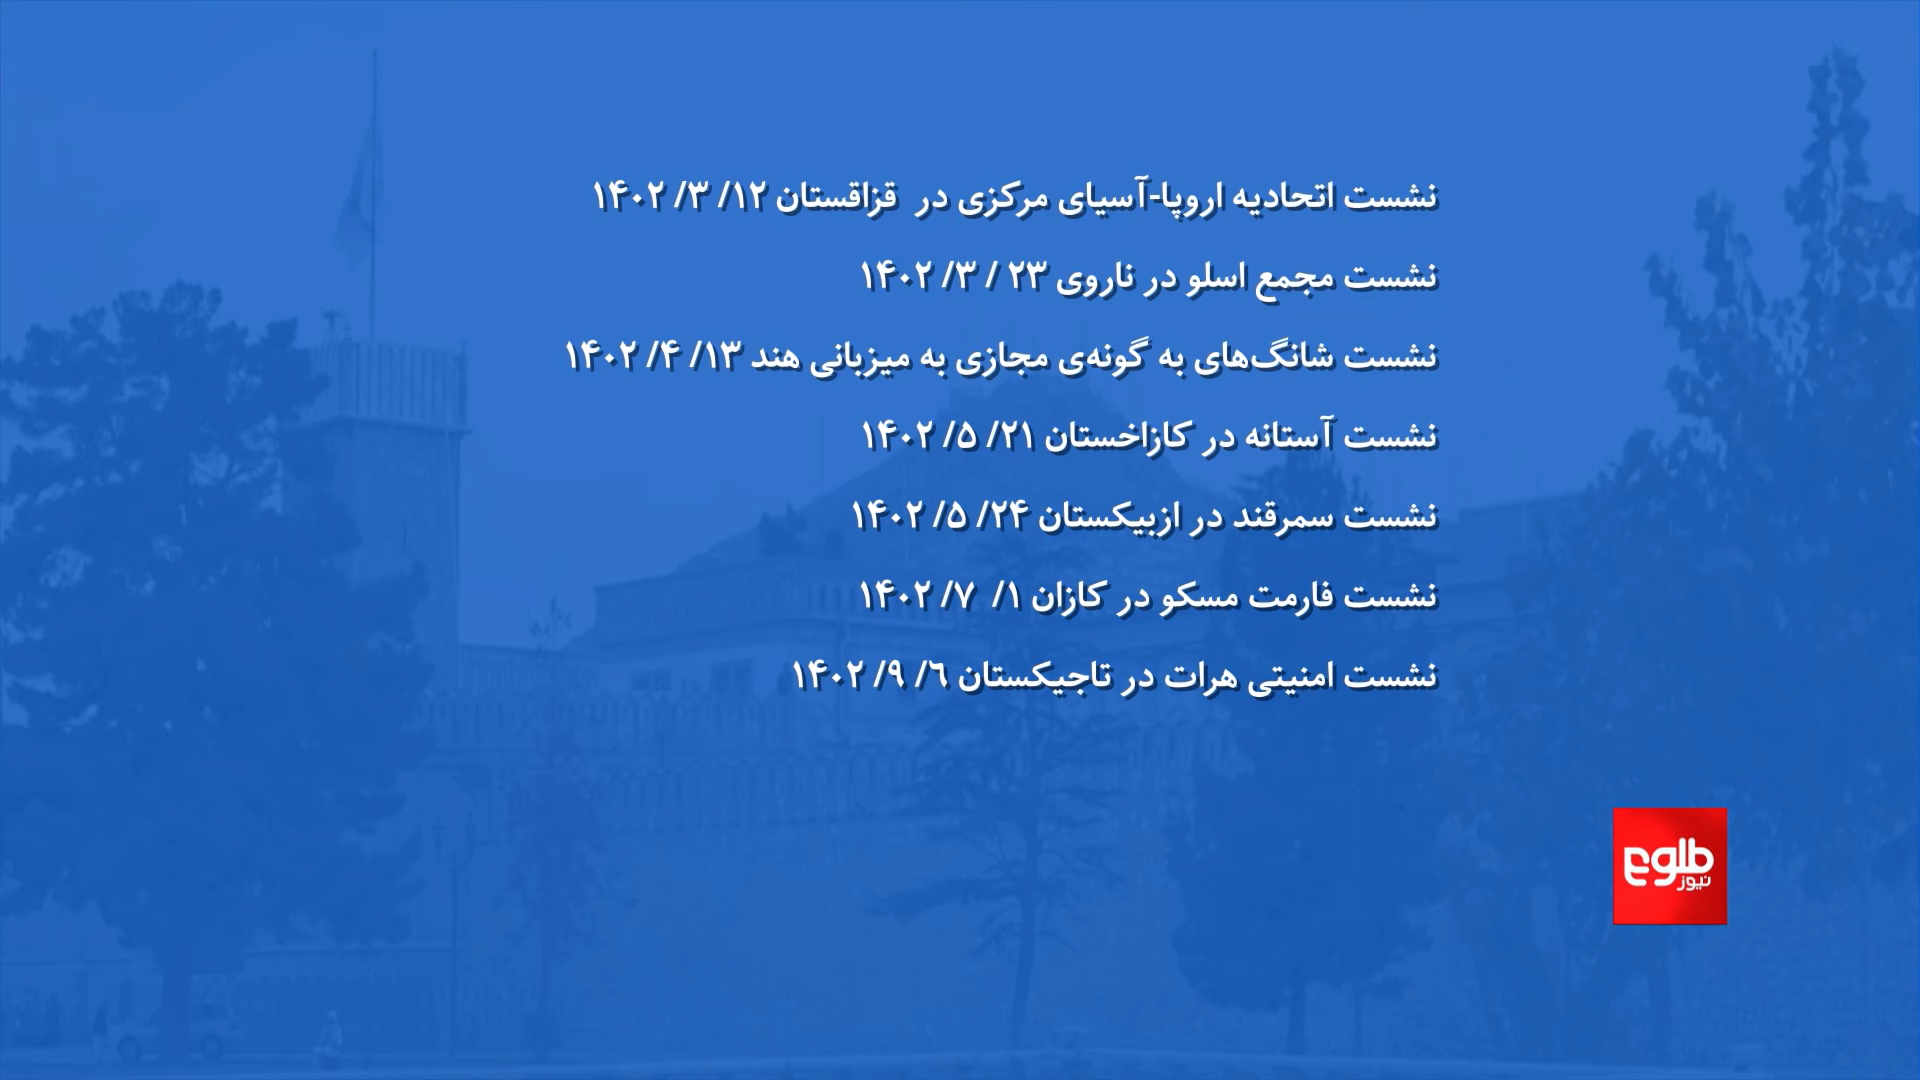 نشست اتحادیه اروپا-آسیای مرکزی در قزاقستان ۱۲/ ۳/ ۱۴۰۲
نشست مجمع اسلو در ناروی ۲۳ / ۳/ ۱۴۰۲
نشست شانگ‌های به گونه‌ی مجازی به میزبانی هند ۱۳/ ۴/ ۱۴۰۲
نشست آستانه در کازاخستان ۲۱/ ۵/ ۱۴۰۲
نشست سمرقند در ازبیکستان ۲۴/ ۵/ ۱۴۰۲
نشست فارمت مسکو در کازان ۱/ ۷/ ۱۴۰۲
نشست امنیتی هرات در تاجیکستان ٦/ ۹/ ۱۴۰۲
طلوع
نیوز